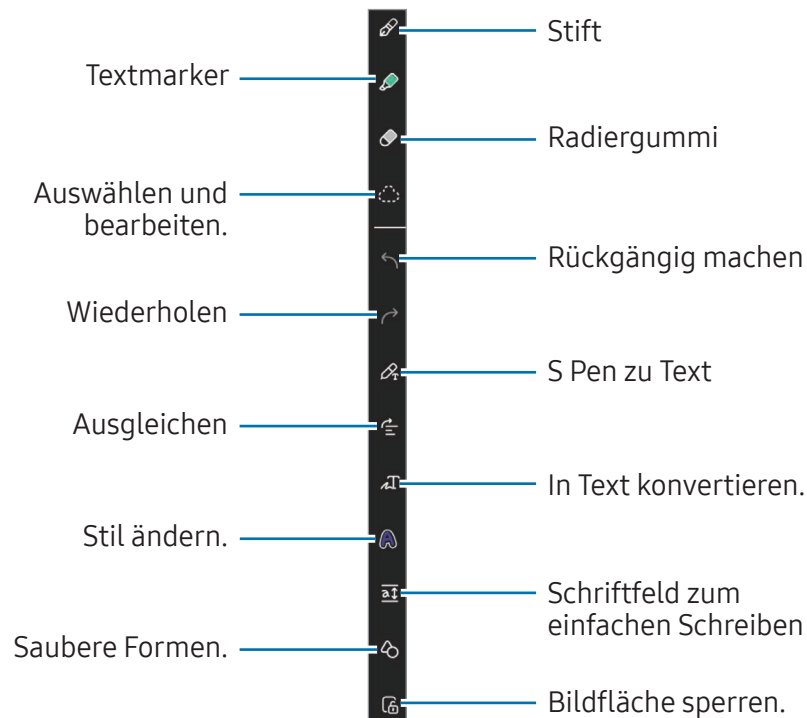 Stift
Textmarker
Radiergummi
Auswählen und
bearbeiten.
Rückgängig machen
Wiederholen
S Pen zu Text
Ausgleichen
In Text konvertieren.
Stil ändern.
Schriftfeld zum
einfachen Schreiben
Saubere Formen.
Bildfläche sperren.